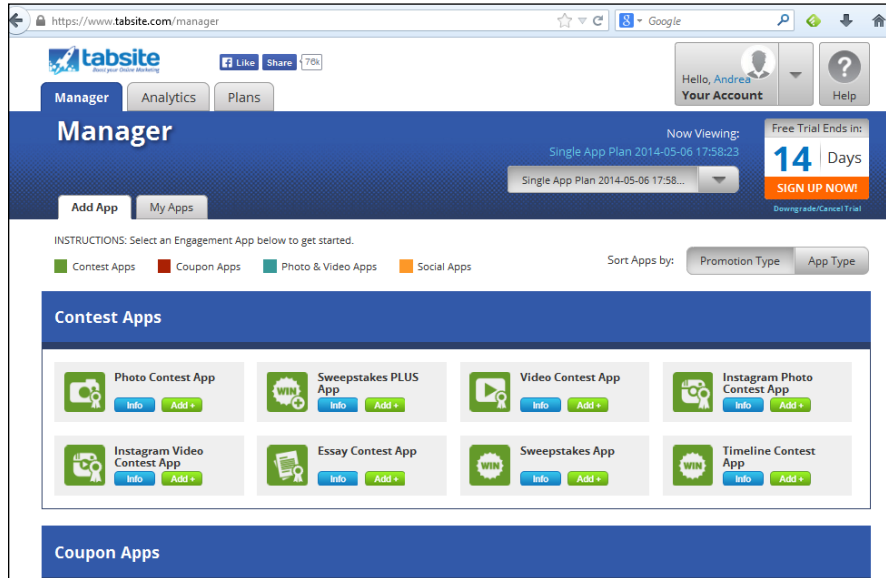 https://www.tabsite.com/manager
Google
tabsite
Boost your Online Marketing
Like Share 76k
Hello, Andrea
Your Account
Help
Manager Analytics Plans
Manager
Now Viewing:
Single App Plan 2014-05-06 17:58:23
Single App Plan 2014-05-06 17:58...
Free Trial Ends in:
14 Days
SIGN UP NOW!
Downgrade/Cancel Trial
Add App My Apps
INSTRUCTIONS: Select an Engagement App below to get started.
Contest Apps Coupon Apps Photo & Video Apps Social Apps
Sort Apps by: Promotion Type App Type
Contest Apps
Photo Contest App
Info Add +
WIN
Sweepstakes PLUS
App
Info Add +
Video Contest App
Info Add +
Instagram Photo
Contest App
Info Add +
Instagram Video
Contest App
Info Add +
Essay Contest App
Info Add +
WIN
Sweepstakes App
Info Add +
WIN
Timeline Contest
App
Info Add +
Coupon Apps